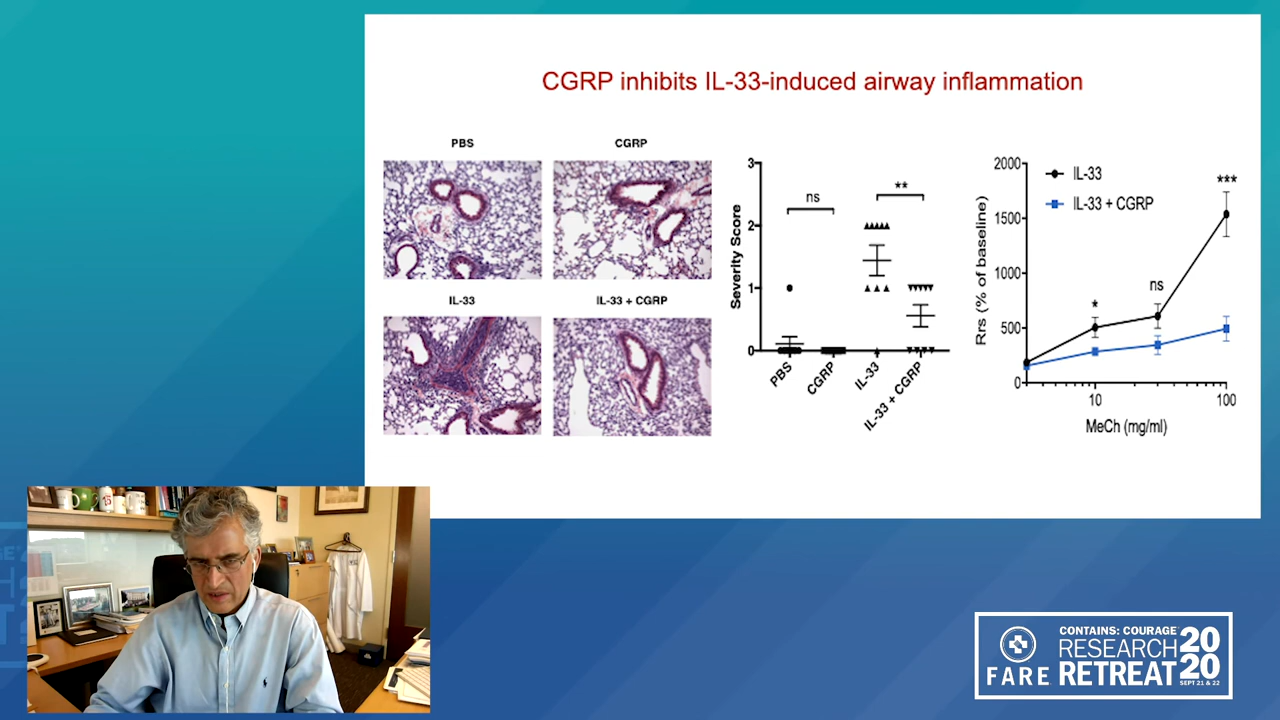 CGRP inhibits IL-33-induced airway inflammation
PBS
CGRP
IL-33
IL-33 + CGRP
Severity Score
3
2
1
0
ns
**
PBS
CGRP
IL-33
IL-33 + CGRP
Rrs (% of baseline)
2000
1500
1000
500
0
IL-33
IL-33 + CGRP
*
ns
***
10
100
MeCh (mg/ml)
FARE
CONTAINS: COURAGE
RESEARCH
RETREAT
20
20
SEPT 21 & 22